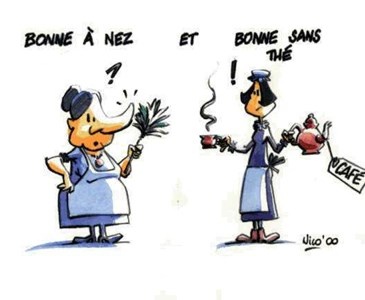 BONNE À NEZ ET BONNE SANS
THÉ
?
!
CAFÉ
Nico'00